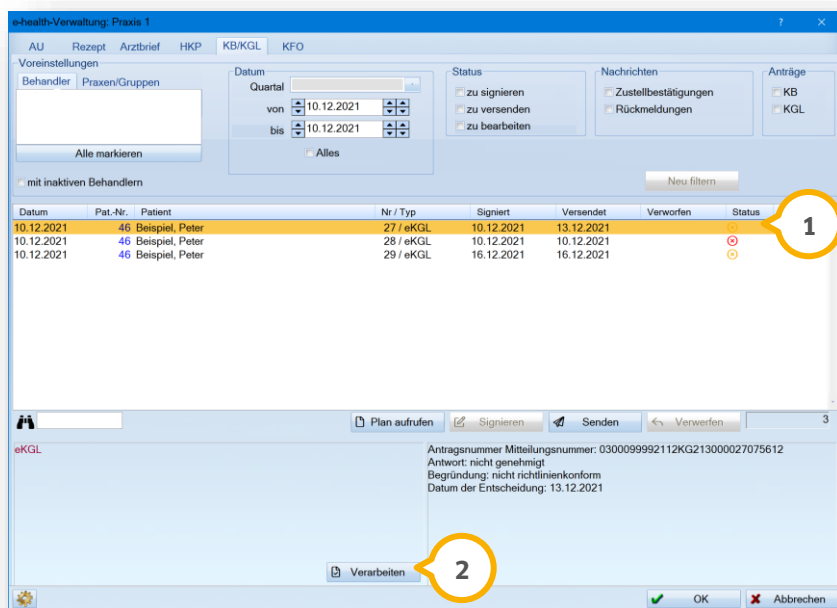 e-health-Verwaltung: Praxis 1 ?
AU Rezept Arztbrief HKP KB/KGL KFO
Voreinstellungen
Behandler Praxen/Gruppen
Alle markieren
mit inaktiven Behandlern
Datum
Quartal
von 10.12.2021
bis 10.12.2021
Alles
Status
zu signieren
zu versenden
zu bearbeiten
Nachrichten
Zustellbestätigungen
Rückmeldungen
Anträge
KB
KGL
Neu filtern
Datum Pat.-Nr. Patient Nr / Typ Signiert Versendet Verworfen Status
10.12.2021 46 Beispiel, Peter 27 / eKGL 10.12.2021 13.12.2021
10.12.2021 46 Beispiel, Peter 28 / eKGL 10.12.2021 10.12.2021
10.12.2021 46 Beispiel, Peter 29 / eKGL 16.12.2021 16.12.2021
1
Plan aufrufen Signieren Senden Verwerfen 3
eKGL
Antragsnummer Mitteilungsnummer: 0300099992112KG213000027075612
Antwort: nicht genehmigt
Begründung: nicht richtlinienkonform
Datum der Entscheidung: 13.12.2021
Verarbeiten
2
OK Abbrechen